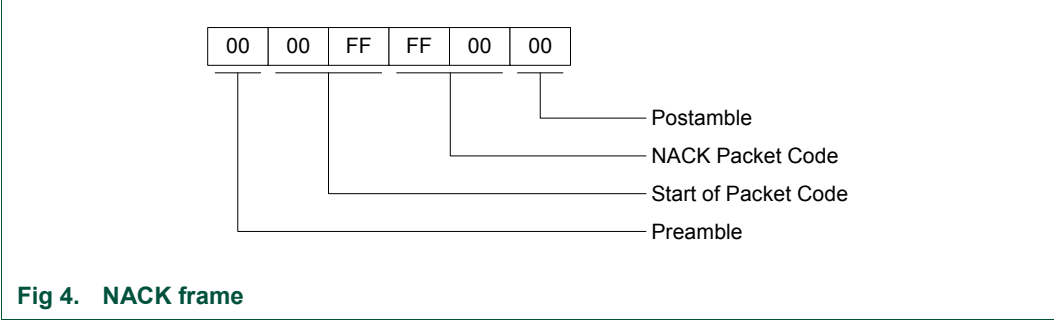 00 00 FF FF 00 00
Postamble
NACK Packet Code
Start of Packet Code
Preamble
Fig 4. NACK frame